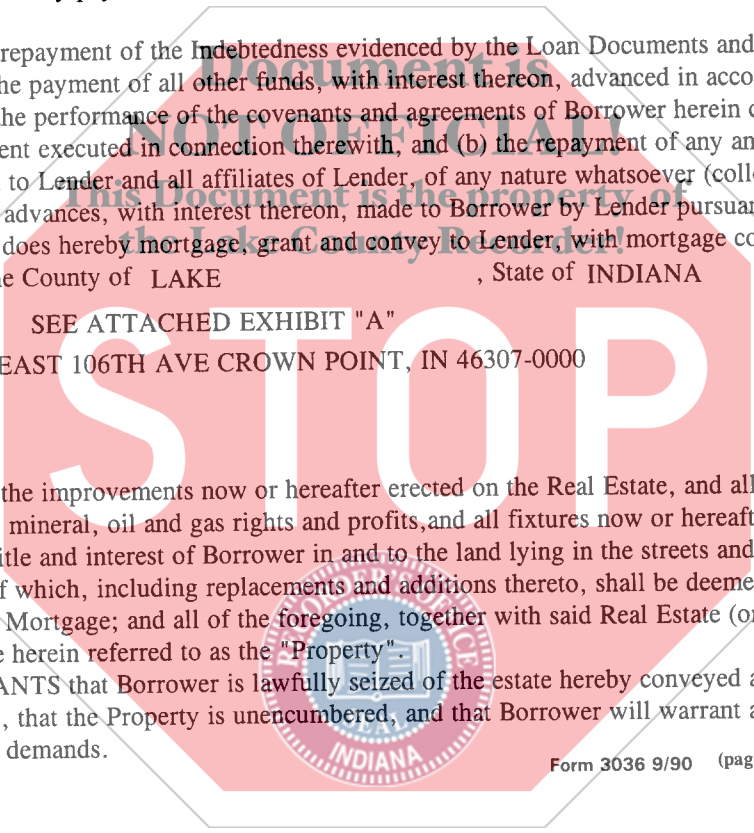 repayment of the Indebtedness evidenced by the Loan Documents and
Document is
he payment of all other funds, with interest thereon, advanced in acco
the performance of the covenants and agreements of Borrower herein
NOT OFFICIAL!
ent executed in connection therewith, and (b) the repayment of any am
to Lender and all affiliates of Lender, of any nature whatsoever (coll
This Document is the property of
advances, with interest thereon, made to Borrower by Lender pursuan
does hereby mortgage, grant and convey to Lender, with mortgage co
the Lake County Recorder!
e County of LAKE , State of INDIANA
SEE ATTACHED EXHIBIT "A"
EAST 106TH AVE CROWN POINT, IN 46307-0000
STOP
the improvements now or hereafter erected on the Real Estate, and all
mineral, oil and gas rights and profits,and all fixtures now or hereaft
itle and interest of Borrower in and to the land lying in the streets and
f which, including replacements and additions thereto, shall be deeme
Mortgage; and all of the foregoing, together with said Real Estate (or
e herein referred to as the "Property".
RECORDER'S OFFICE
ANTS that Borrower is lawfully seized of the estate hereby conveyed a
, that the Property is unencumbered, and that Borrower will warrant a
SEAL
demands.
INDIANA
Form 3036 9/90 (pag